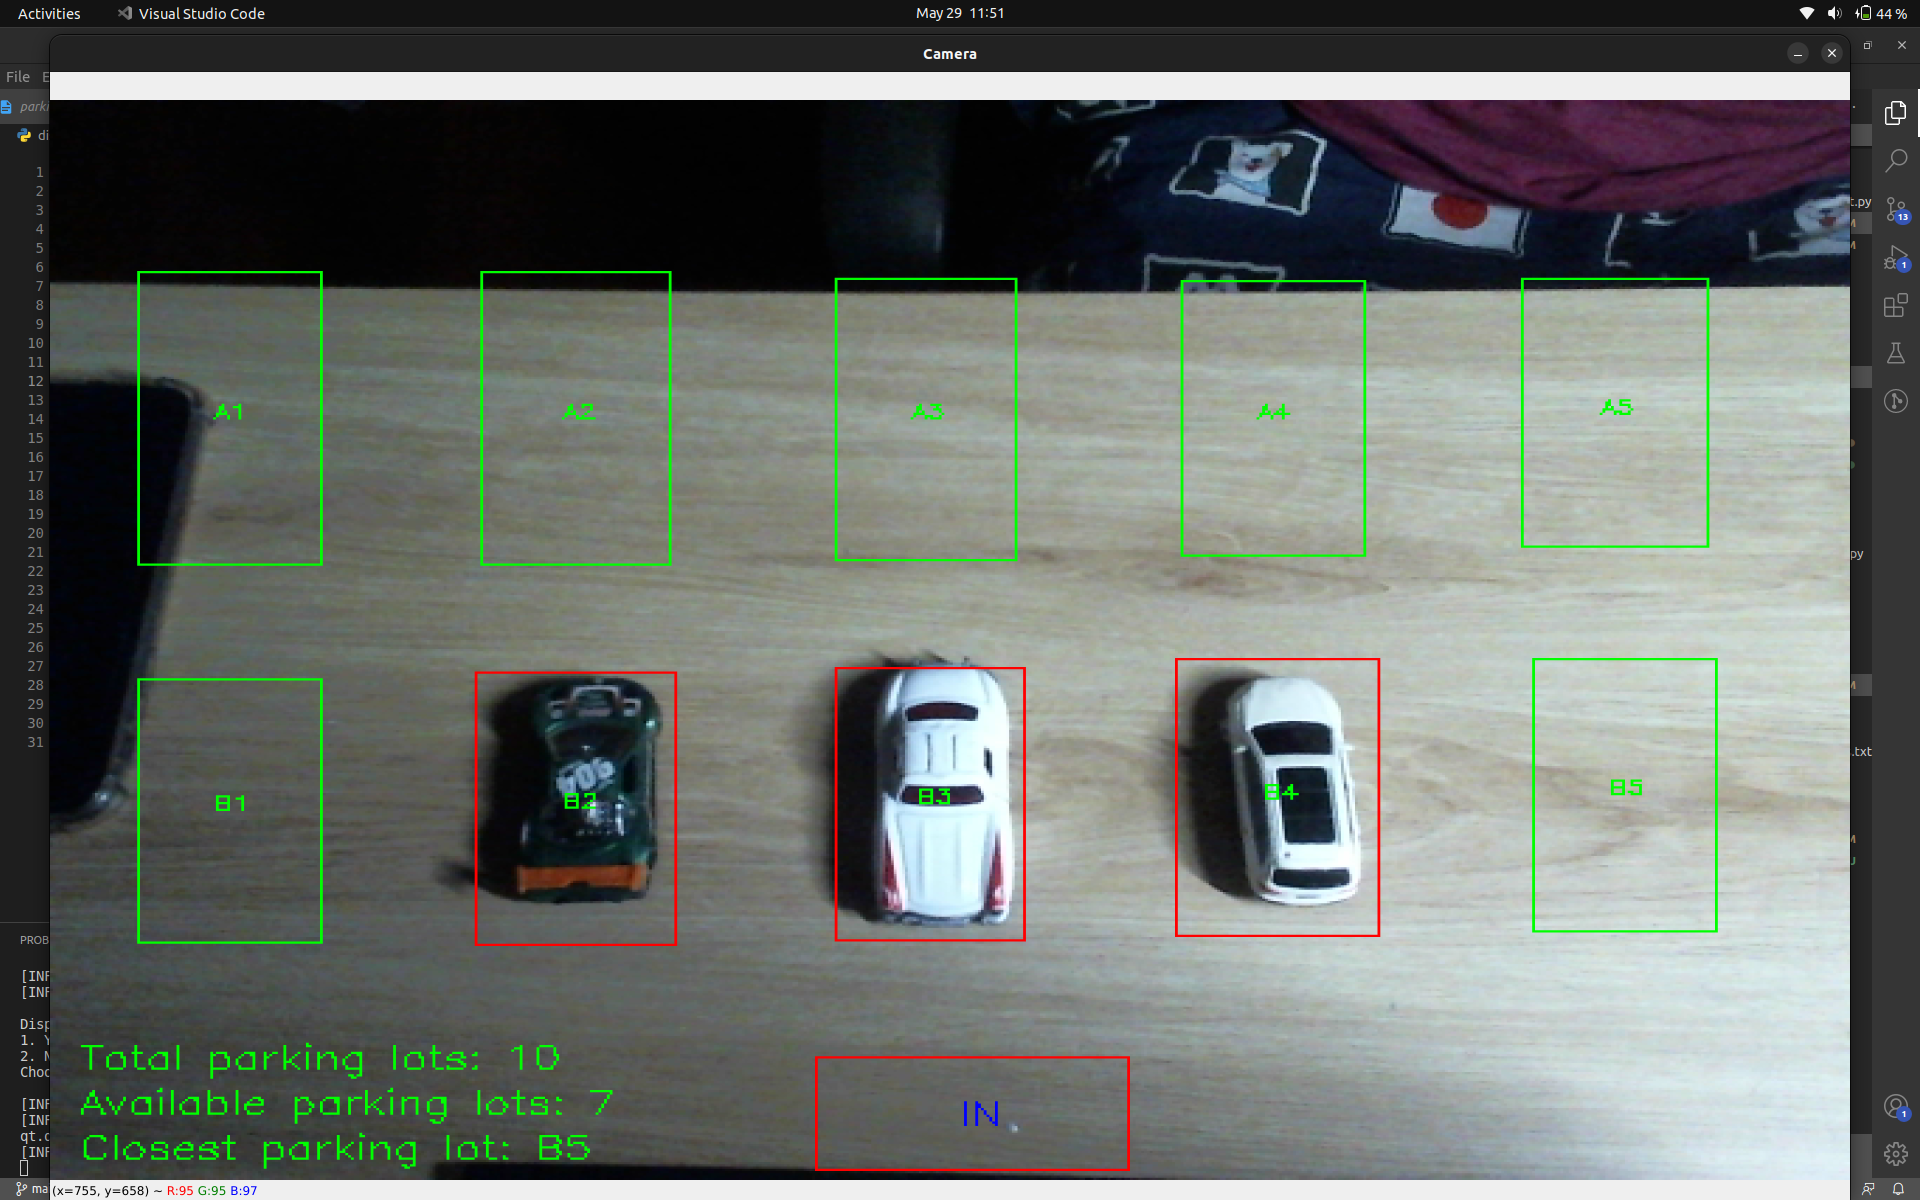 Activities Visual Studio Code May 29 11:51 44 %
Camera
File E
parki
di
t.py
13
1
1
2
3
4
5
6
7
8
9
10
11
12
13
14
15
16
17
18
19
20
21
22
23
24
25
26
27
28
29
30
31
A1 A2 A3 A4 A5
py
.txt
B1 B2 B3 B4 B5
906
PROB
[INF
[INF
Disp
1. Y
2. N
Choo
[INF
[INF
qt.q
[INF
Total parking lots: 10
Available parking lots: 7
Closest parking lot: B5
IN
1
ma
(x=755, y=658) ~ R:95 G:95 B:97